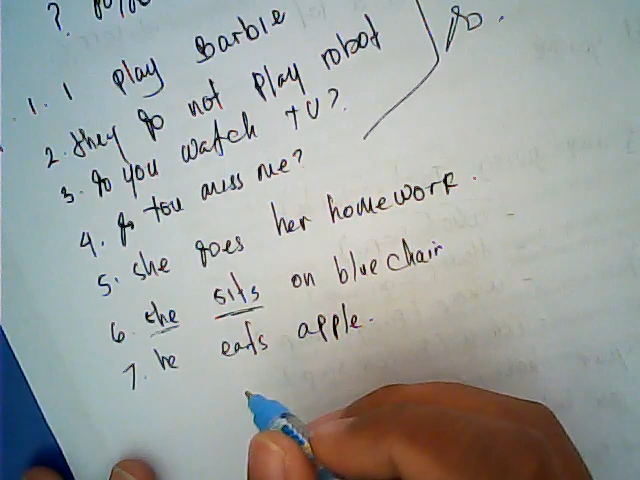 ?
1. I play Barbie
2. they do not play robot
3. do you watch TV?
do.
4. do you miss me?
5. she does her homework.
6. she sits on blue chair
7. he eats apple.